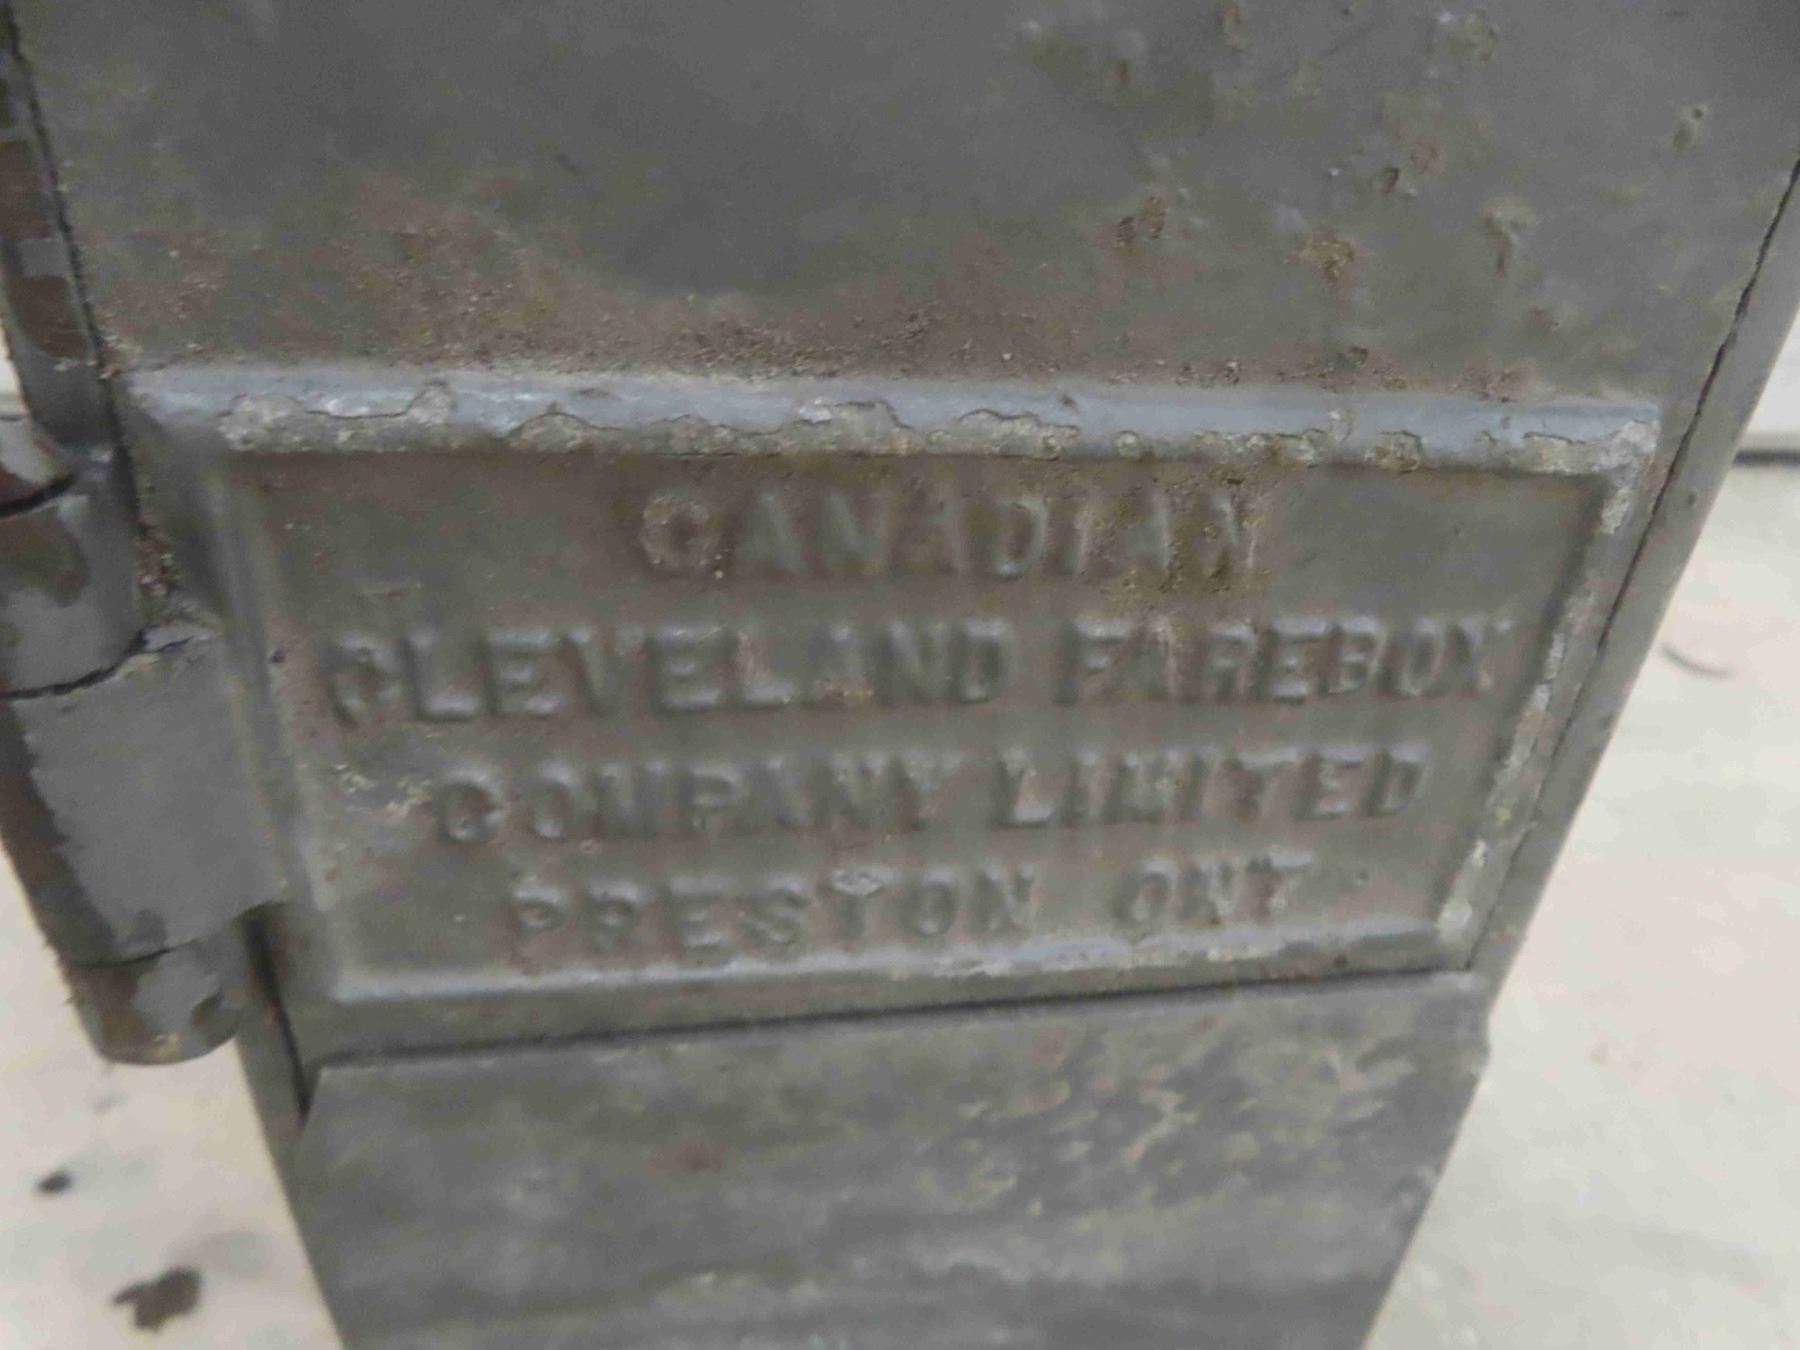 CANADIAN
CLEVELAND FAREBOX
COMPANY LIMITED
PRESTON ONT